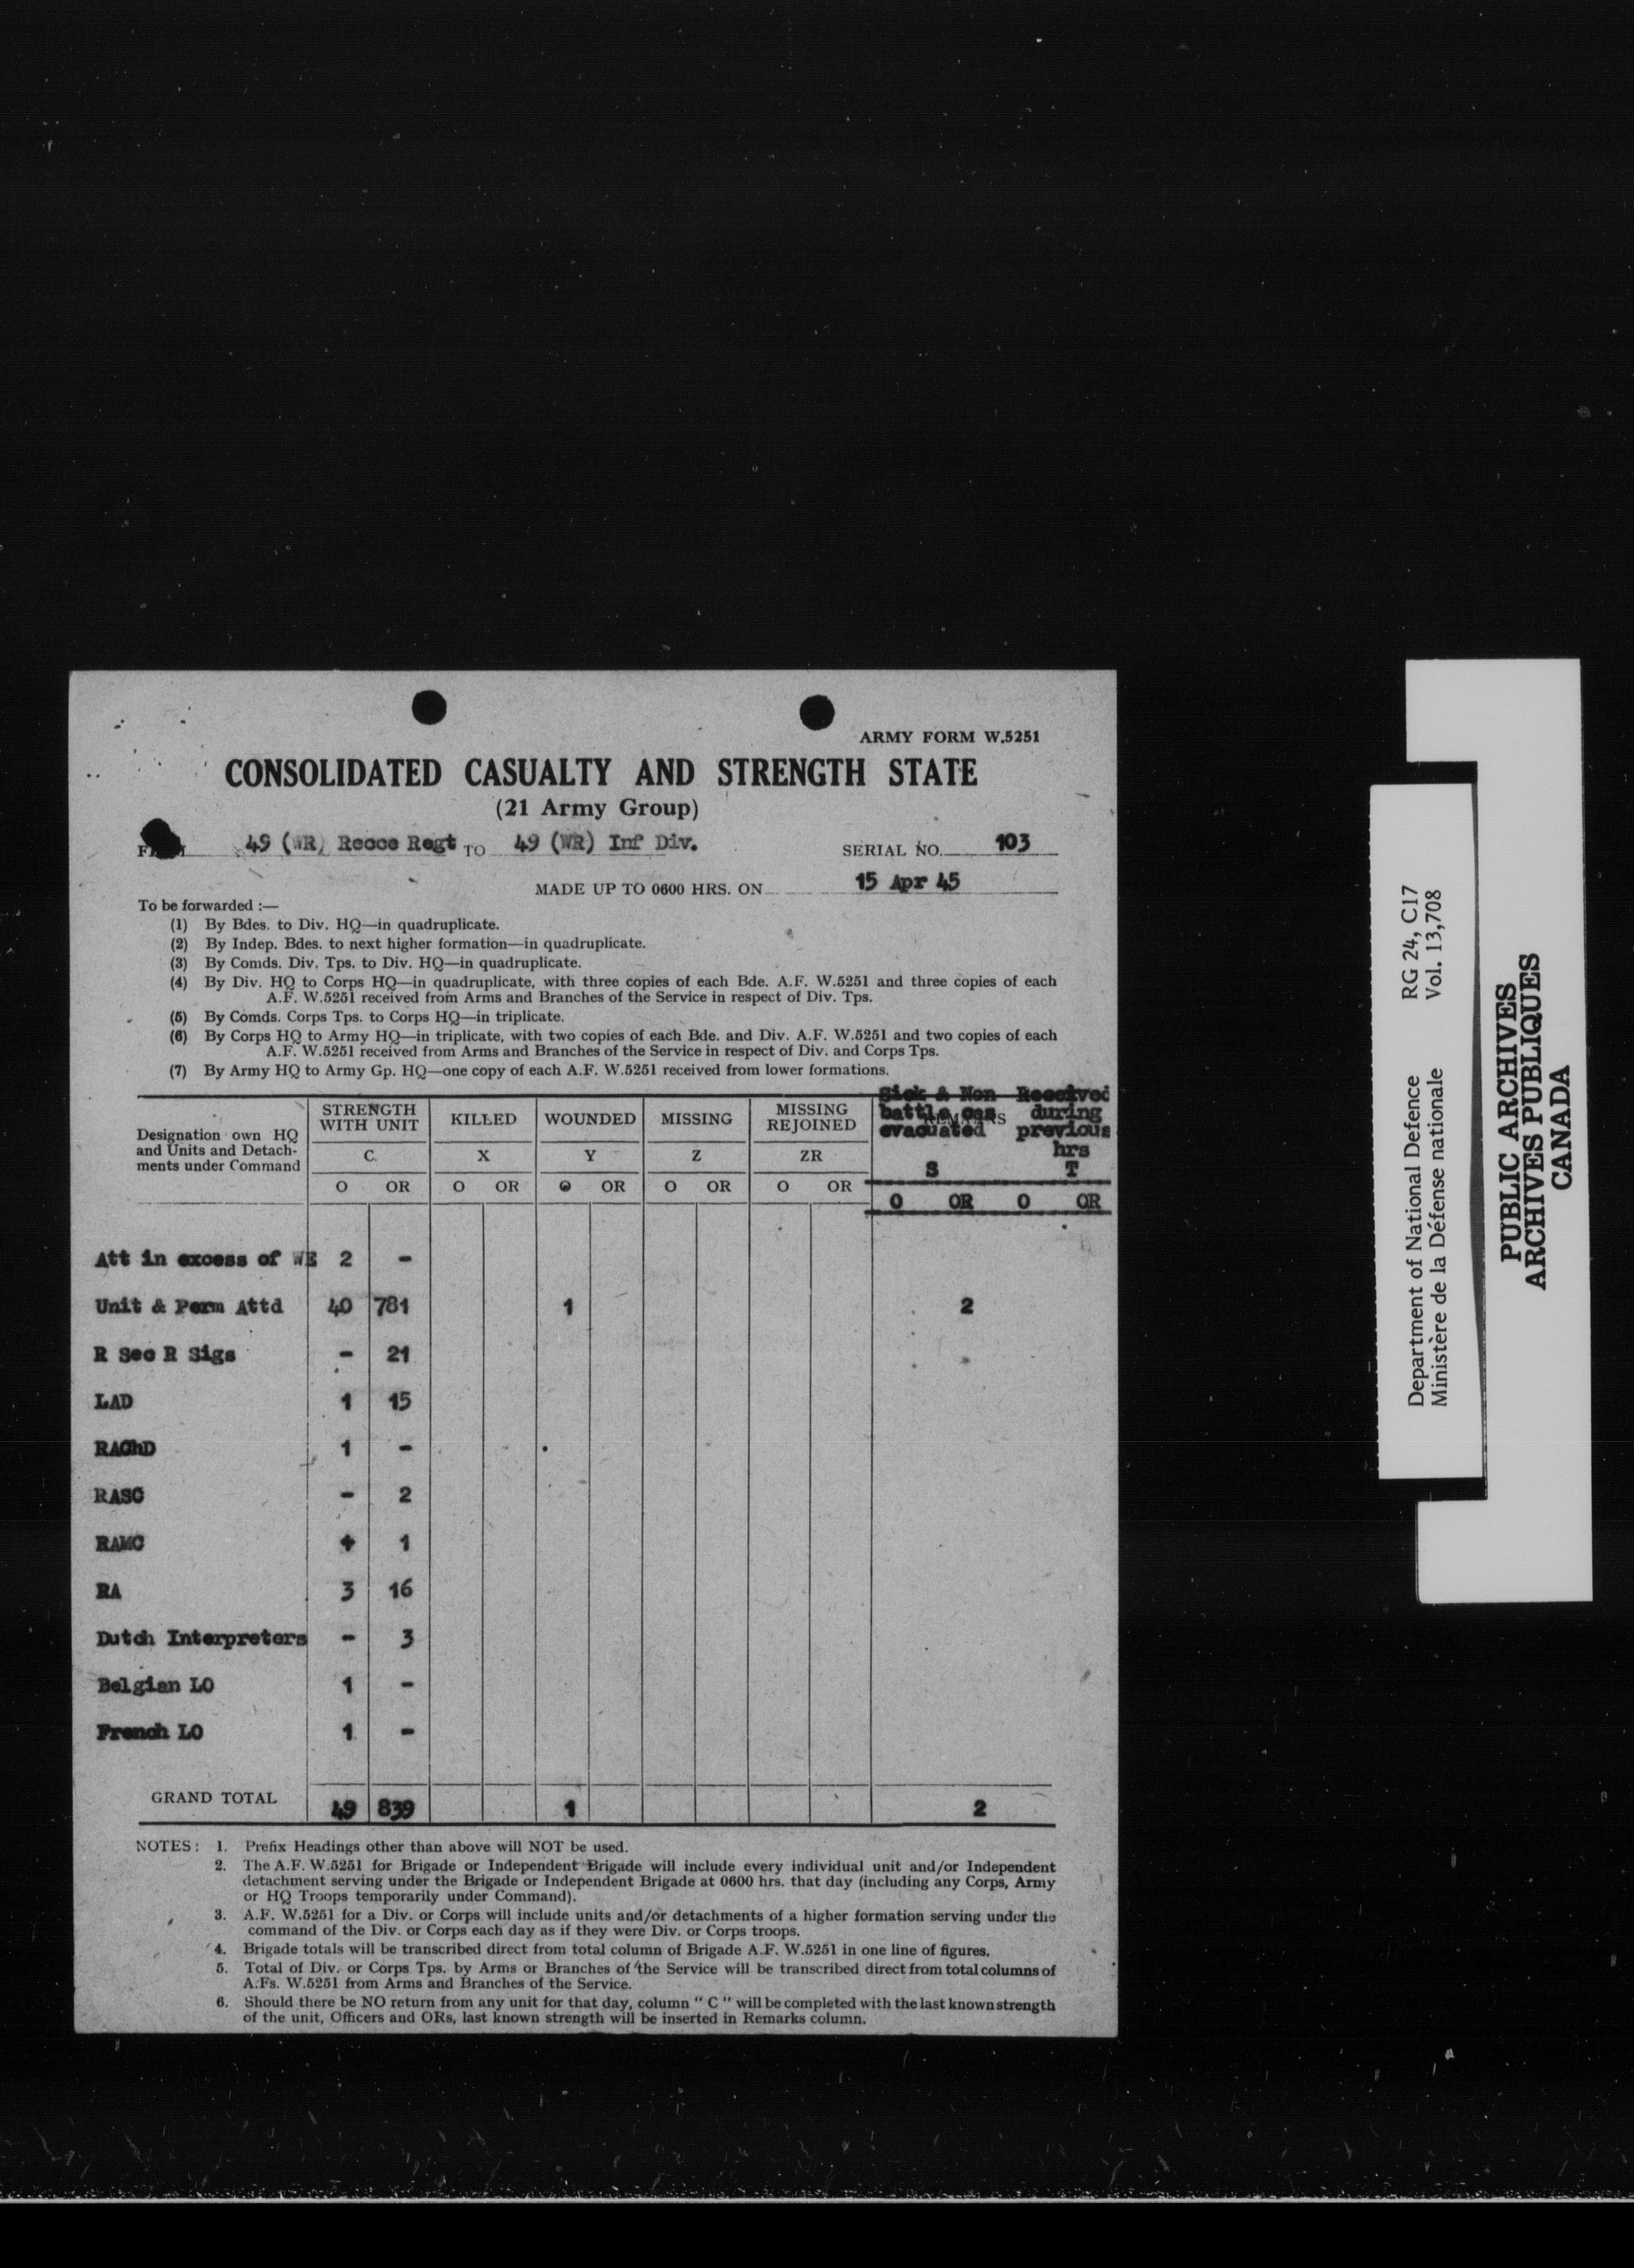 ARMY FORM W.5251
CONSOLIDATED CASUALTY AND STRENGTH STATE
(21 Army Group)
49 (WR) Recce Regt TO 49 (WR) Inf Div. SERIAL NO. 103
MADE UP TO 0600 HRS. ON 15 Apr 45
To be forwarded :—
(1) By Bdes. to Div. HQ—in quadruplicate.
(2) By Indep. Bdes. to next higher formation—in quadruplicate.
(3) By Comds. Div. Tps. to Div. HQ—in quadruplicate.
(4) By Div. HQ to Corps HQ—in quadruplicate, with three copies of each Bde. A.F. W.5251 and three copies of each
A.F. W.5251 received from Arms and Branches of the Service in respect of Div. Tps.
(5) By Comds. Corps Tps. to Corps HQ—in triplicate.
(6) By Corps HQ to Army HQ—in triplicate, with two copies of each Bde. and Div. A.F. W.5251 and two copies of each
A.F. W.5251 received from Arms and Branches of the Service in respect of Div. and Corps Tps.
(7) By Army HQ to Army Gp. HQ—one copy of each A.F. W.5251 received from lower formations.
Designation own HQ
and Units and Detach-
ments under Command
STRENGTH
WITH UNIT
KILLED
WOUNDED
MISSING
MISSING
REJOINED
REMARKS
Sick & Non
battle cas
evacuated
Received
during
previous
hrs
C. X Y Z ZR S T
O OR O OR O OR O OR O OR O OR O OR
Att in excess of WE 2 -
Unit & Perm Attd 40 781 1 2
R Sec R Sigs - 21
LAD 1 15
RAChD 1 -
RASC - 2
RAMC 1
RA 3 16
Dutch Interpreters - 3
Belgian LO 1 -
French LO 1 -
GRAND TOTAL 49 839 1 2
NOTES: 1. Prefix Headings other than above will NOT be used.
2. The A.F. W.5251 for Brigade or Independent Brigade will include every individual unit and/or Independent
detachment serving under the Brigade or Independent Brigade at 0600 hrs. that day (including any Corps, Army
or HQ Troops temporarily under Command).
3. A.F. W.5251 for a Div. or Corps will include units and/or detachments of a higher formation serving under the
command of the Div. or Corps each day as if they were Div. or Corps troops.
4. Brigade totals will be transcribed direct from total column of Brigade A.F. W.5251 in one line of figures.
5. Total of Div. or Corps Tps. by Arms or Branches of the Service will be transcribed direct from total columns of
A.Fs. W.5251 from Arms and Branches of the Service.
6. Should there be NO return from any unit for that day, column " C " will be completed with the last known strength
of the unit, Officers and ORs, last known strength will be inserted in Remarks column.
Department of National Defence RG 24, C17
Ministère de la Défense nationale Vol. 13,708
PUBLIC ARCHIVES
ARCHIVES PUBLIQUES
CANADA